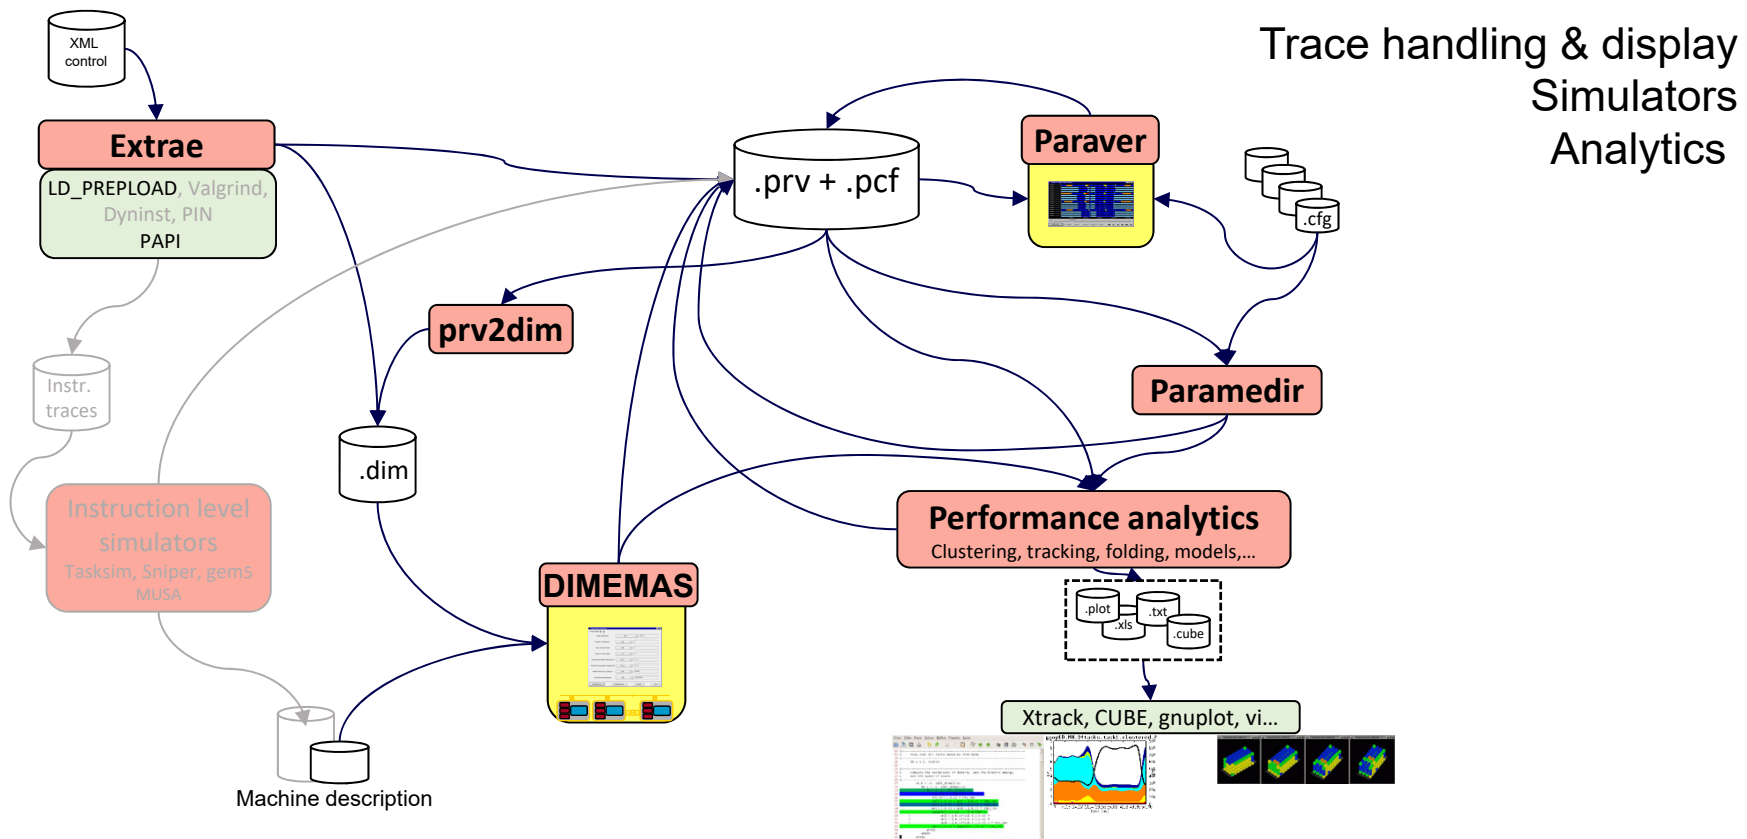 Trace handling & display
Simulators
Analytics
XML
control
Extrae
LD_PREPLOAD, Valgrind,
Dyninst, PIN
PAPI
.prv + .pcf
Paraver
.cfg
prv2dim
Instr.
traces
Paramedir
.dim
Instruction level
simulators
Tasksim, Sniper, gem5
MUSA
Performance analytics
Clustering, tracking, folding, models,...
DIMEMAS
.plot
.xls
.txt
.cube
Xtrack, CUBE, gnuplot, vi...
Machine description